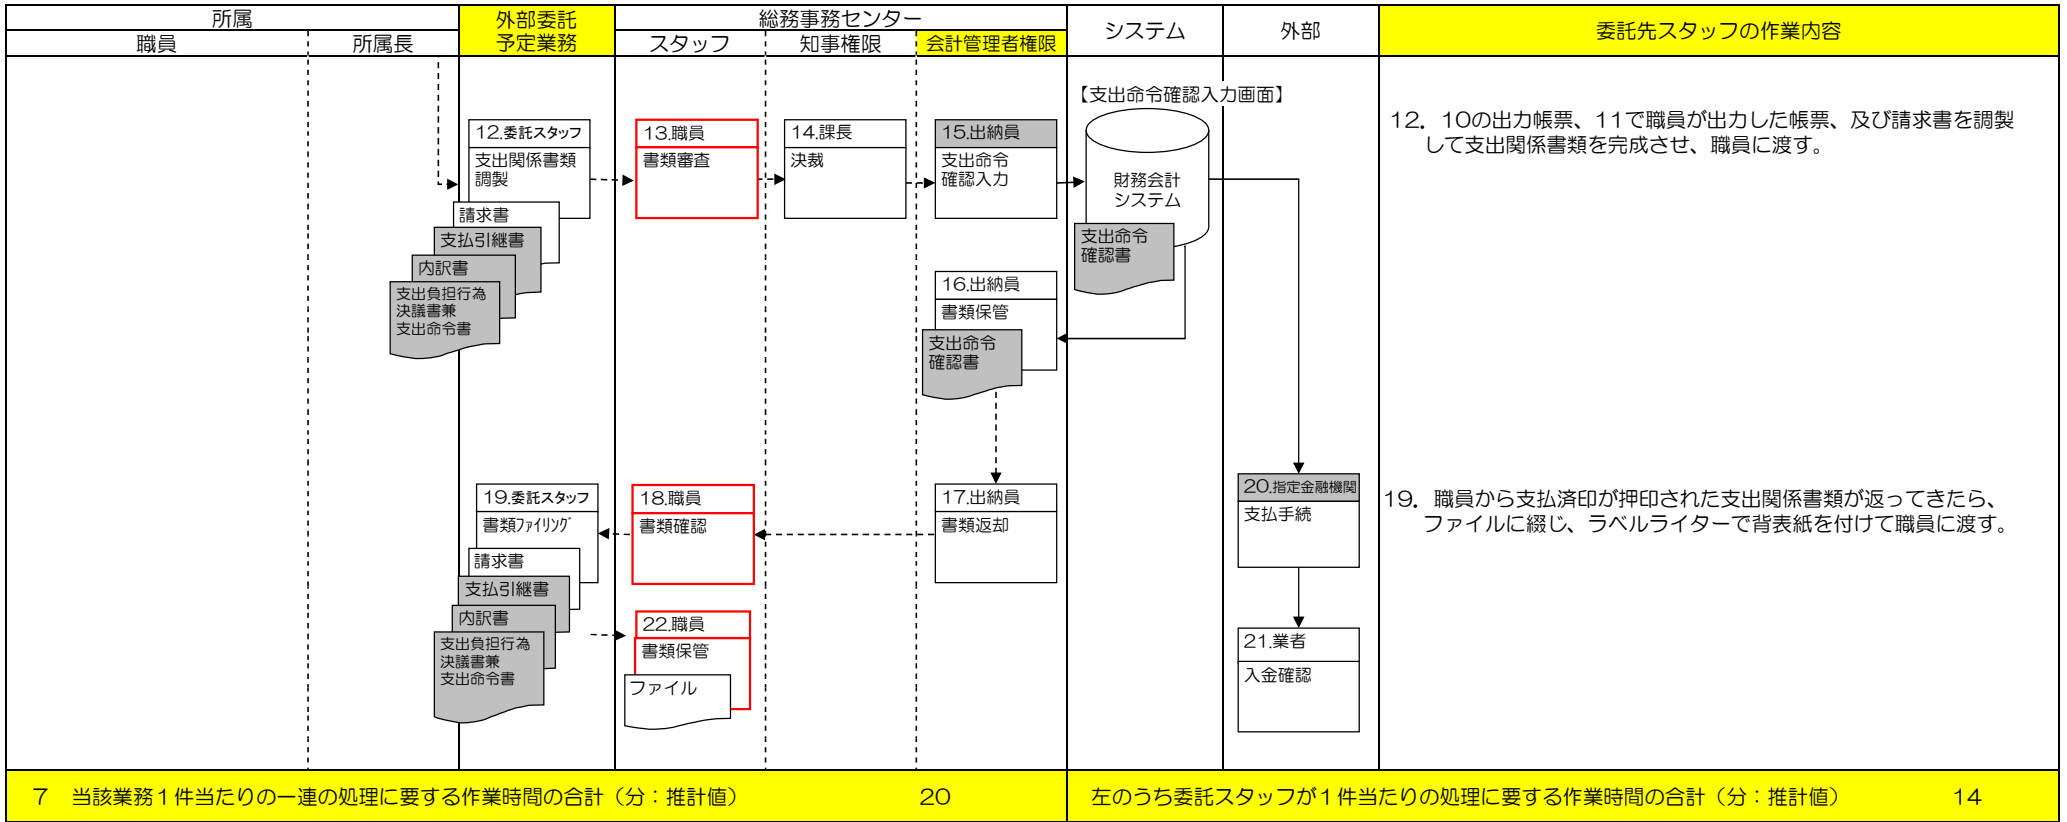 所属
外部委託
予定業務
総務事務センター
システム
外部
委託先スタッフの作業内容
職員
所属長
スタッフ
知事権限
会計管理者権限
【支出命令確認入力画面】
12.委託スタッフ
支出関係書類
調製
請求書
支払引継書
内訳書
支出負担行為
決議書兼
支出命令書
13.職員
書類審査
14.課長
決裁
15.出納員
支出命令
確認入力
財務会計
システム
支出命令
確認書
12．10の出力帳票、11で職員が出力した帳票、及び請求書を調製
して支出関係書類を完成させ、職員に渡す。
16.出納員
書類保管
支出命令
確認書
17.出納員
書類返却
18.職員
書類確認
19.委託スタッフ
書類ﾌｧｲﾘﾝｸﾞ
請求書
支払引継書
内訳書
支出負担行為
決議書兼
支出命令書
20.指定金融機関
支払手続
19．職員から支払済印が押印された支出関係書類が返ってきたら、
ファイルに綴じ、ラベルライターで背表紙を付けて職員に渡す。
22.職員
書類保管
ファイル
21.業者
入金確認
7　当該業務１件当たりの一連の処理に要する作業時間の合計（分：推計値）　20
左のうち委託スタッフが１件当たりの処理に要する作業時間の合計（分：推計値）　14